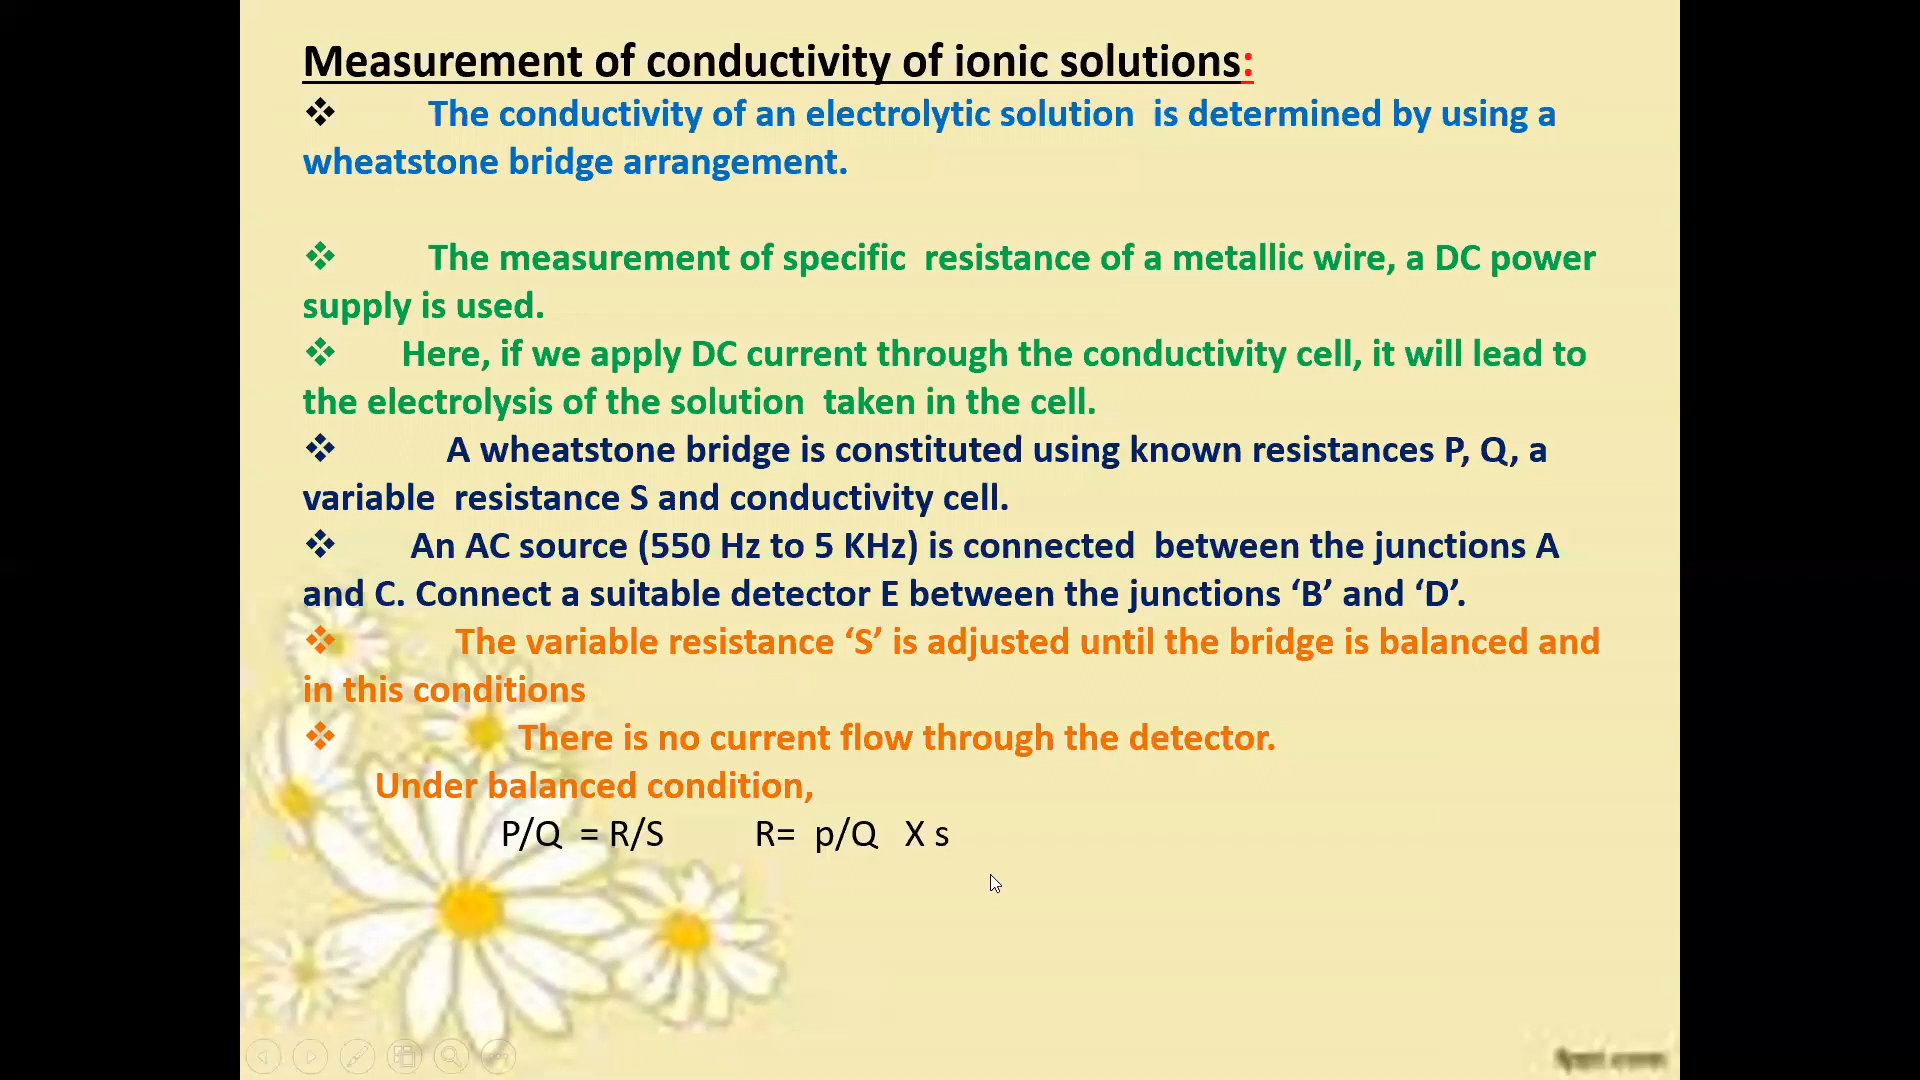 Measurement of conductivity of ionic solutions:
❖ The conductivity of an electrolytic solution is determined by using a
wheatstone bridge arrangement.
❖ The measurement of specific resistance of a metallic wire, a DC power
supply is used.
❖ Here, if we apply DC current through the conductivity cell, it will lead to
the electrolysis of the solution taken in the cell.
❖ A wheatstone bridge is constituted using known resistances P, Q, a
variable resistance S and conductivity cell.
❖ An AC source (550 Hz to 5 KHz) is connected between the junctions A
and C. Connect a suitable detector E between the junctions ‘B’ and ‘D’.
❖ The variable resistance ‘S’ is adjusted until the bridge is balanced and
in this conditions
❖ There is no current flow through the detector.
Under balanced condition,
P/Q = R/S R= p/Q X s